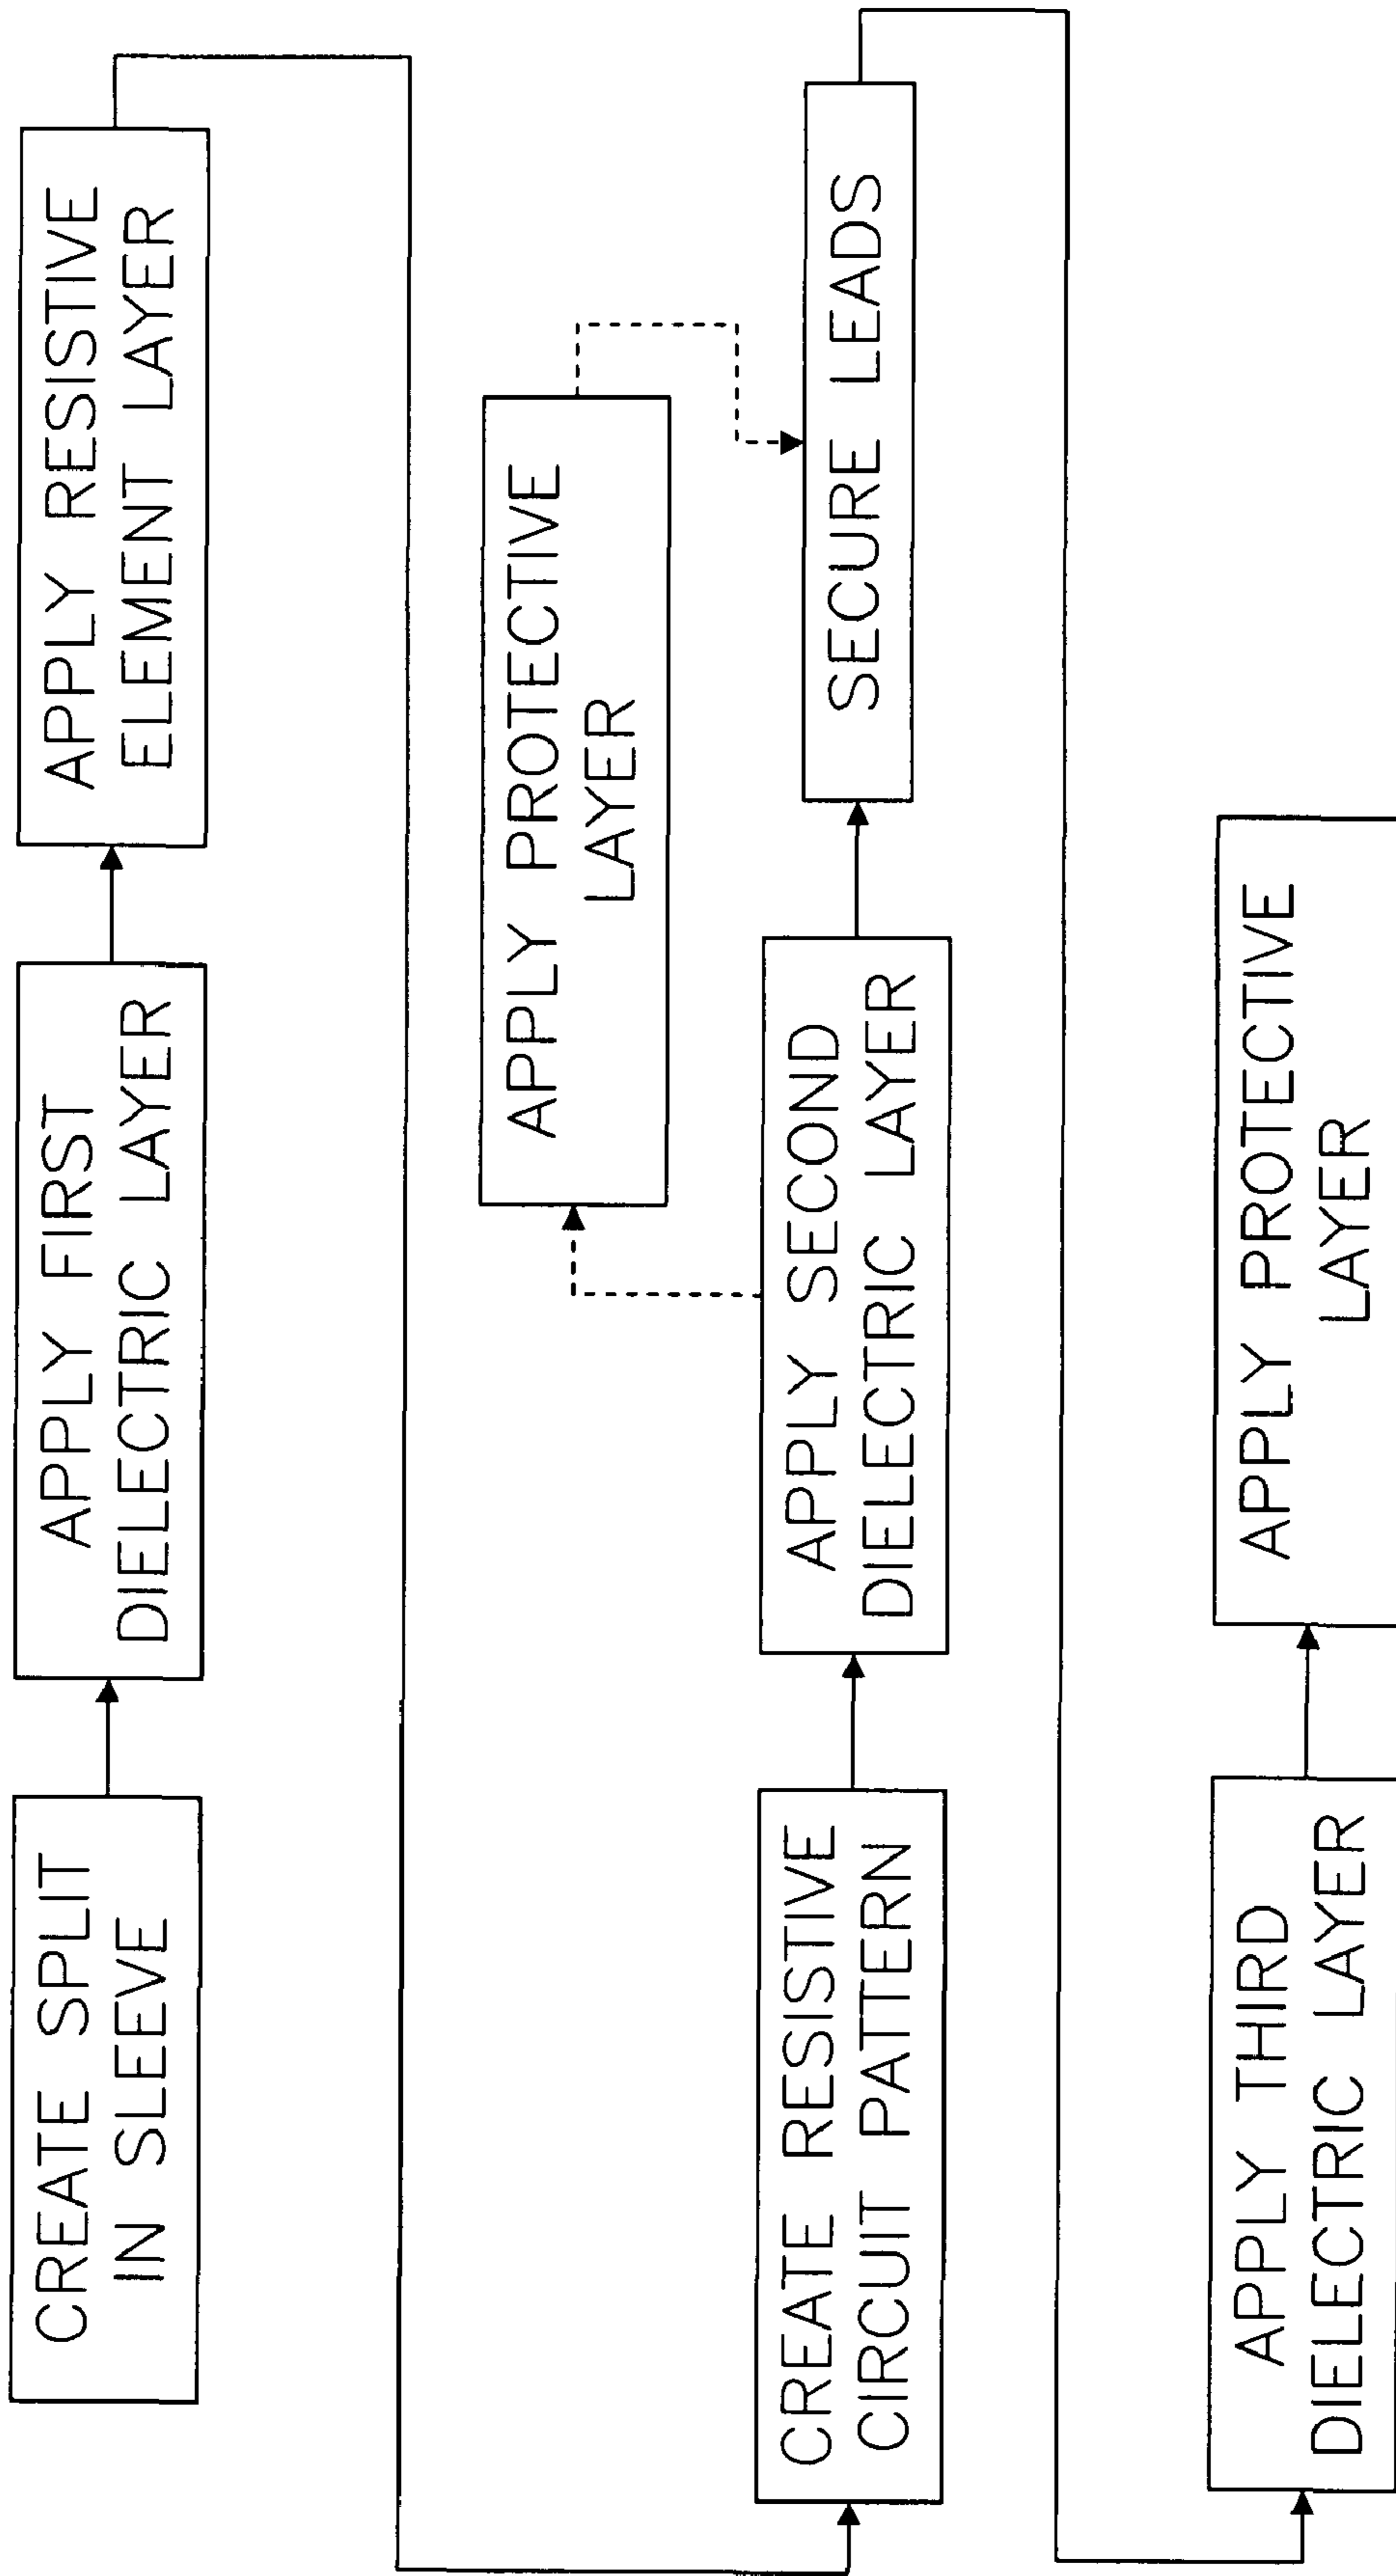 CREATE SPLIT
IN SLEEVE
APPLY FIRST
DIELECTRIC LAYER
APPLY RESISTIVE
ELEMENT LAYER
CREATE RESISTIVE
CIRCUIT PATTERN
APPLY SECOND
DIELECTRIC LAYER
APPLY PROTECTIVE
LAYER
SECURE LEADS
APPLY THIRD
DIELECTRIC LAYER
APPLY PROTECTIVE
LAYER